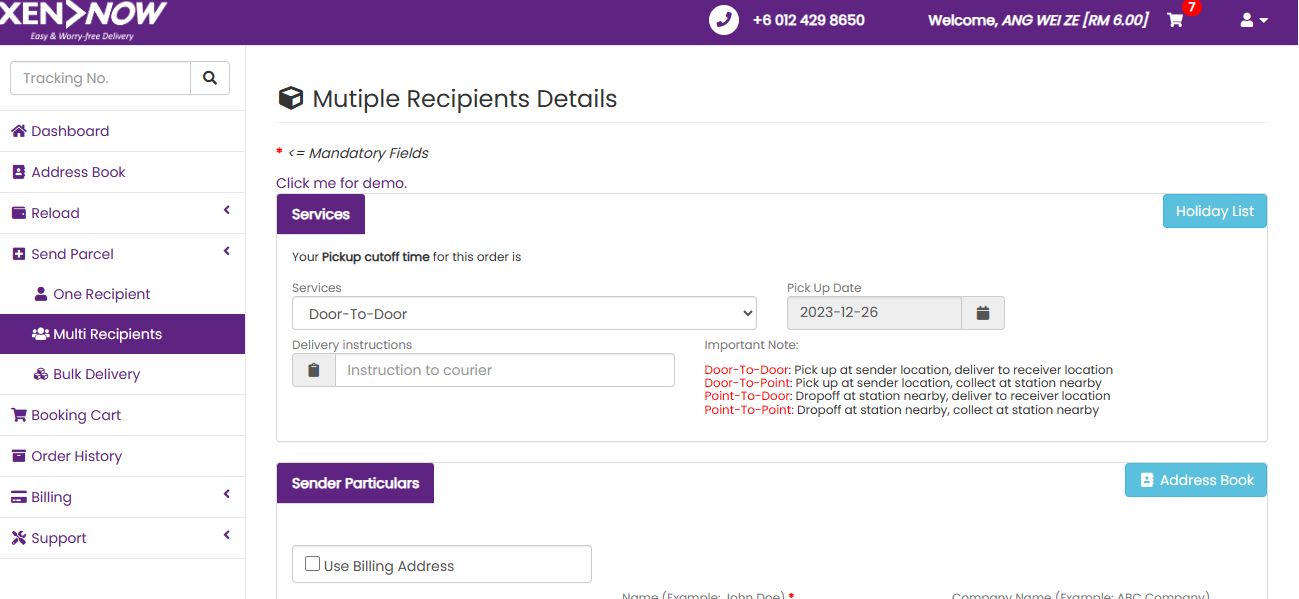 XEN>NOW
Easy & Worry-free Delivery
+6 012 429 8650
Welcome, ANG WEI ZE [RM 6.00]
7
Tracking No.
Dashboard
Address Book
Reload
Send Parcel
One Recipient
Multi Recipients
Bulk Delivery
Booking Cart
Order History
Billing
Support
Mutiple Recipients Details
* <= Mandatory Fields
Click me for demo.
Services
Holiday List
Your Pickup cutoff time for this order is
Services
Pick Up Date
Door-To-Door
2023-12-26
Delivery instructions
Important Note:
Instruction to courier
Door-To-Door: Pick up at sender location, deliver to receiver location
Door-To-Point: Pick up at sender location, collect at station nearby
Point-To-Door: Dropoff at station nearby, deliver to receiver location
Point-To-Point: Dropoff at station nearby, collect at station nearby
Sender Particulars
Address Book
Use Billing Address
Name (Example: John Doe) *
Company Name (Example: ABC Company)